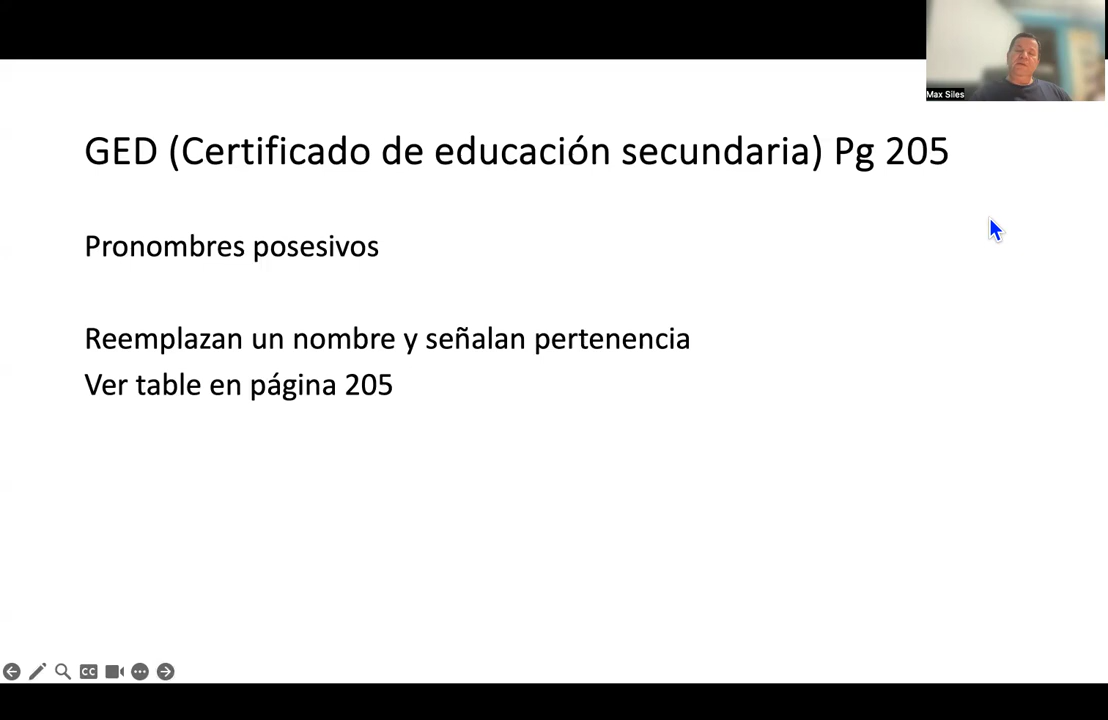 Max Siles
GED (Certificado de educación secundaria) Pg 205
Pronombres posesivos
Reemplazan un nombre y señalan pertenencia
Ver table en página 205
CC